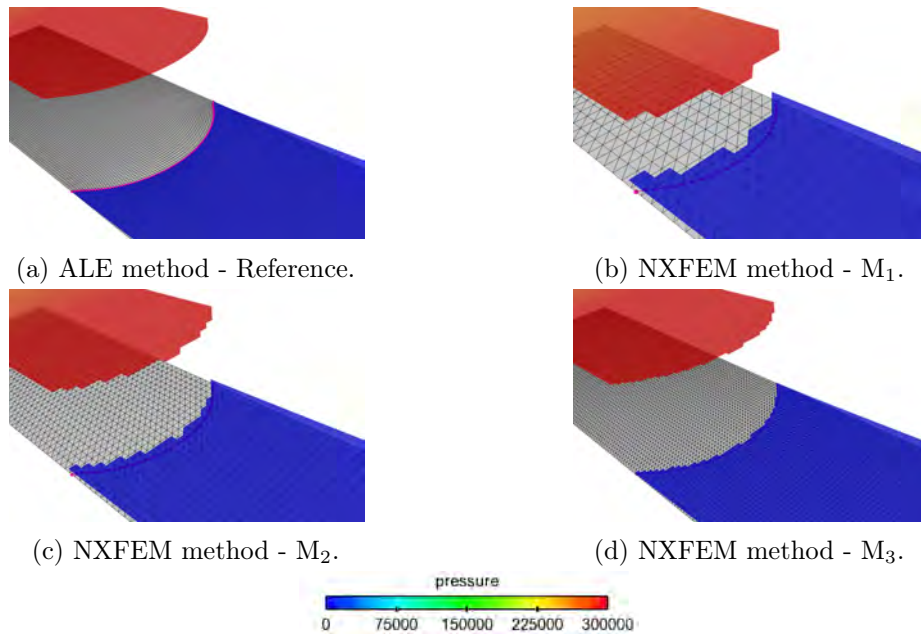 (a) ALE method - Reference.
(b) NXFEM method - M₁.
(c) NXFEM method - M₂.
(d) NXFEM method - M₃.
pressure
0 75000 150000 225000 300000